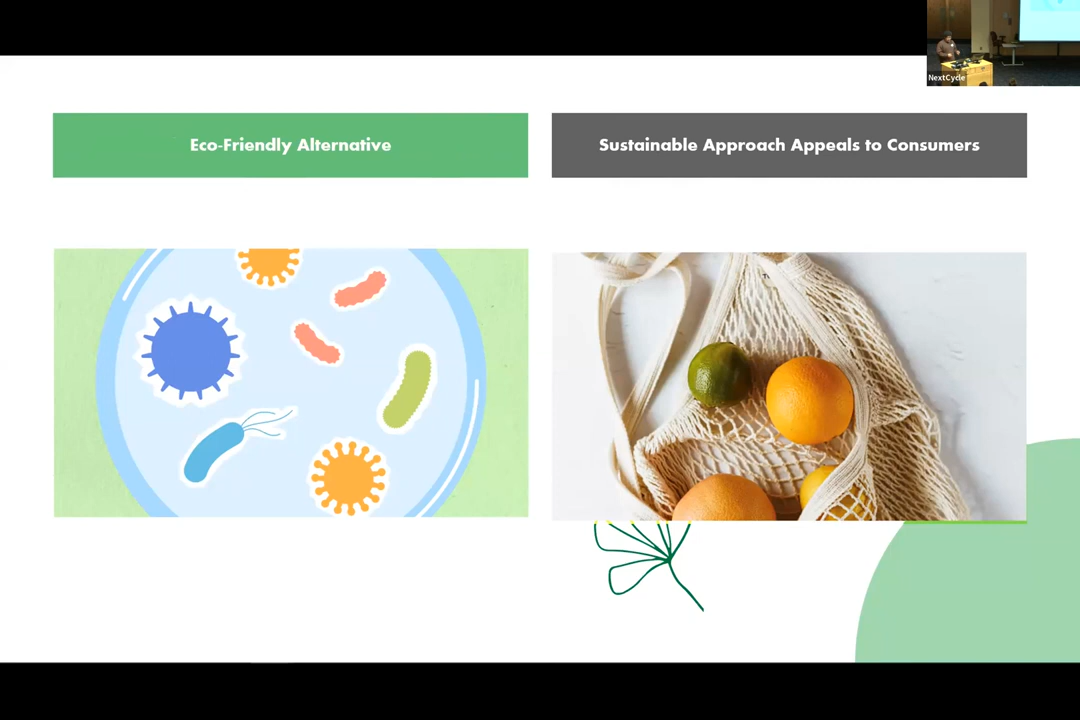 NextCycle
Eco-Friendly Alternative
Sustainable Approach Appeals to Consumers